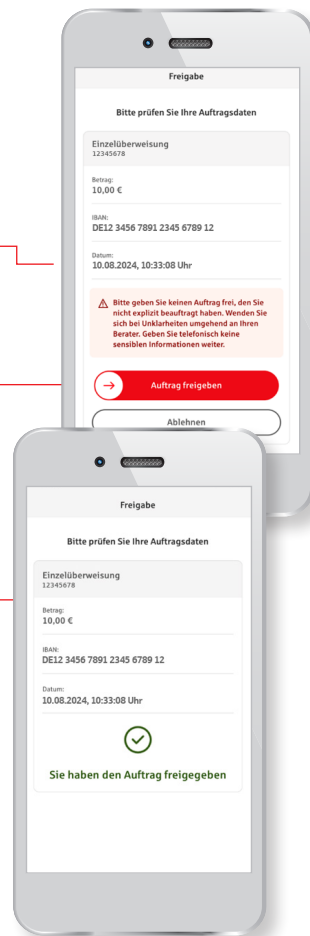 Freigabe
Bitte prüfen Sie Ihre Auftragsdaten
Einzelüberweisung
12345678
Betrag:
10,00 €
IBAN:
DE12 3456 7891 2345 6789 12
Datum:
10.08.2024, 10:33:08 Uhr
Bitte geben Sie keinen Auftrag frei, den Sie
nicht explizit beauftragt haben. Wenden Sie
sich bei Unklarheiten umgehend an Ihren
Berater. Geben Sie telefonisch keine
sensiblen Informationen weiter.
Auftrag freigeben
Ablehnen
Freigabe
Bitte prüfen Sie Ihre Auftragsdaten
Einzelüberweisung
12345678
Betrag:
10,00 €
IBAN:
DE12 3456 7891 2345 6789 12
Datum:
10.08.2024, 10:33:08 Uhr
Sie haben den Auftrag freigegeben